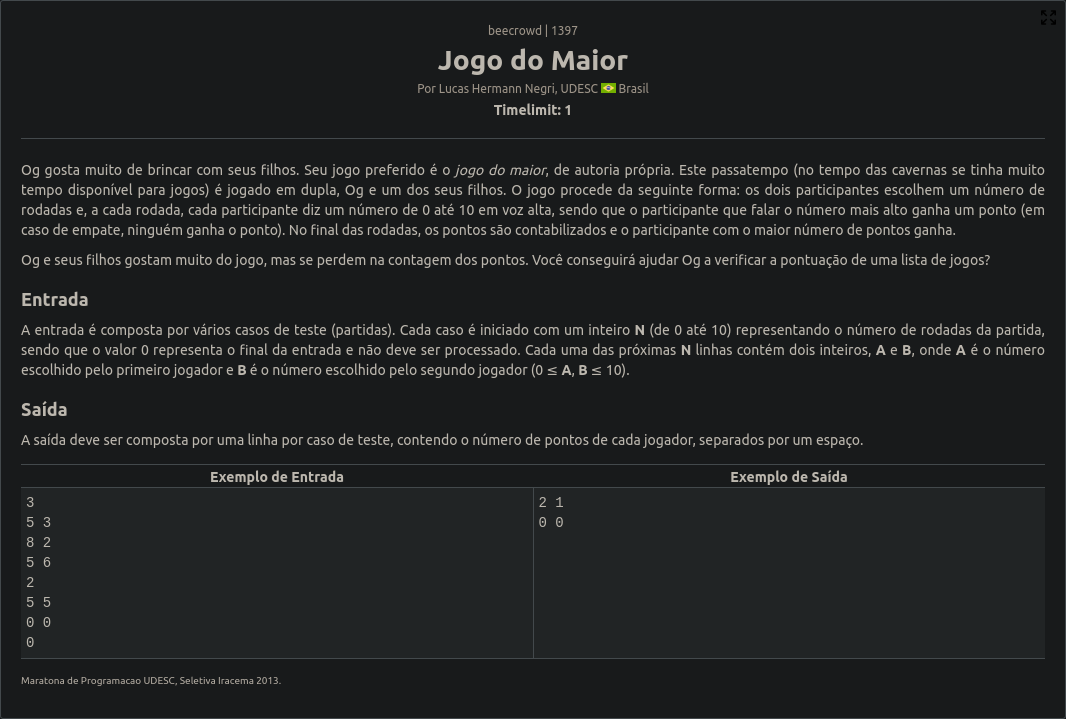 beecrowd | 1397
Jogo do Maior
Por Lucas Hermann Negri, UDESC Brasil
Timelimit: 1
Og gosta muito de brincar com seus filhos. Seu jogo preferido é o jogo do maior, de autoria própria. Este passatempo (no tempo das cavernas se tinha muito
tempo disponível para jogos) é jogado em dupla, Og e um dos seus filhos. O jogo procede da seguinte forma: os dois participantes escolhem um número de
rodadas e, a cada rodada, cada participante diz um número de 0 até 10 em voz alta, sendo que o participante que falar o número mais alto ganha um ponto (em
caso de empate, ninguém ganha o ponto). No final das rodadas, os pontos são contabilizados e o participante com o maior número de pontos ganha.
Og e seus filhos gostam muito do jogo, mas se perdem na contagem dos pontos. Você conseguirá ajudar Og a verificar a pontuação de uma lista de jogos?
Entrada
A entrada é composta por vários casos de teste (partidas). Cada caso é iniciado com um inteiro N (de 0 até 10) representando o número de rodadas da partida,
sendo que o valor 0 representa o final da entrada e não deve ser processado. Cada uma das próximas N linhas contém dois inteiros, A e B, onde A é o número
escolhido pelo primeiro jogador e B é o número escolhido pelo segundo jogador (0 ≤ A, B ≤ 10).
Saída
A saída deve ser composta por uma linha por caso de teste, contendo o número de pontos de cada jogador, separados por um espaço.
Exemplo de Entrada
3
5 3
8 2
5 6
2
5 5
0 0
0
Exemplo de Saída
2 1
0 0
Maratona de Programacao UDESC, Seletiva Iracema 2013.